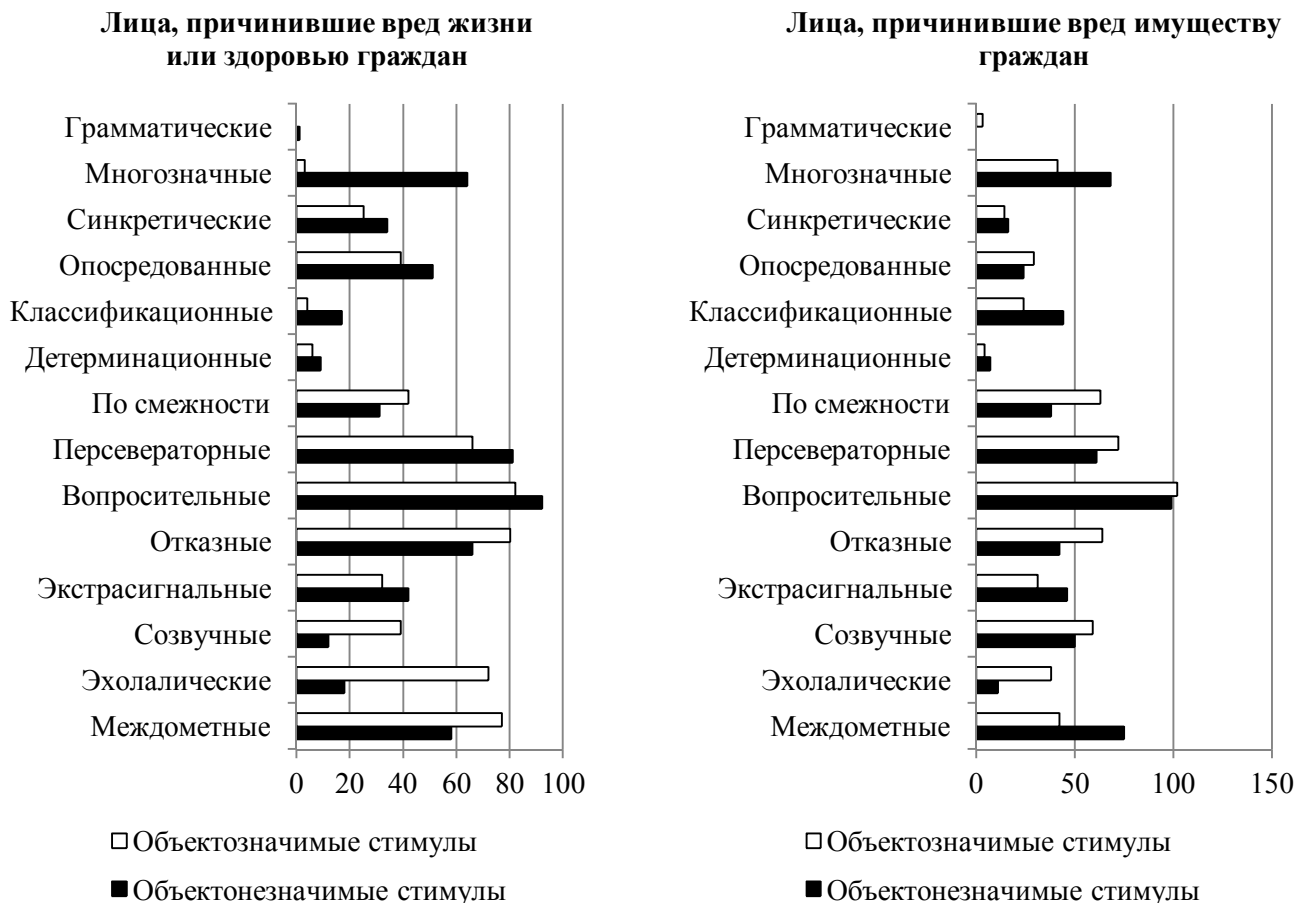 Лица, причинившие вред жизни
или здоровью граждан
Грамматические
Многозначные
Синкретические
Опосредованные
Классификационные
Детерминационные
По смежности
Персевераторные
Вопросительные
Отказные
Экстрасигнальные
Созвучные
Эхолалические
Междометные
0 20 40 60 80 100
Объектозначимые стимулы
Объектонезначимые стимулы
Лица, причинившие вред имуществу
граждан
Грамматические
Многозначные
Синкретические
Опосредованные
Классификационные
Детерминационные
По смежности
Персевераторные
Вопросительные
Отказные
Экстрасигнальные
Созвучные
Эхолалические
Междометные
0 50 100 150
Объектозначимые стимулы
Объектонезначимые стимулы